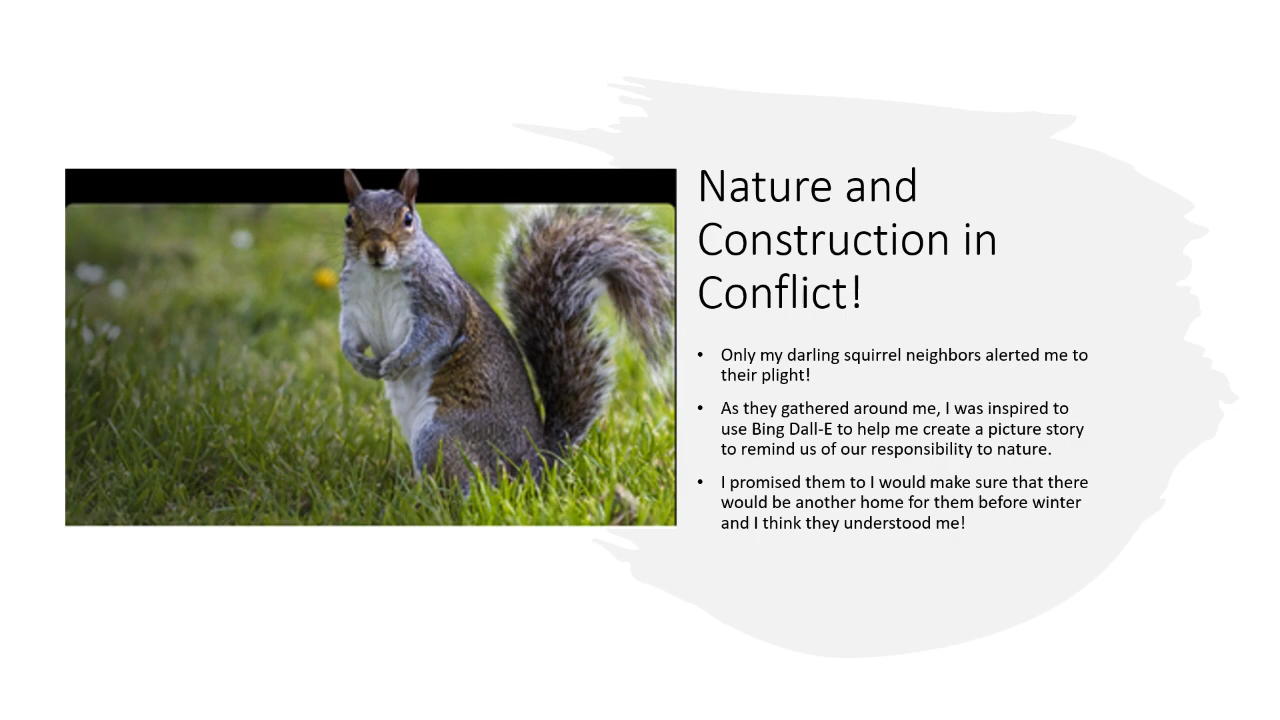 Nature and
Construction in
Conflict!
• Only my darling squirrel neighbors alerted me to
their plight!
• As they gathered around me, I was inspired to
use Bing Dall-E to help me create a picture story
to remind us of our responsibility to nature.
• I promised them to I would make sure that there
would be another home for them before winter
and I think they understood me!